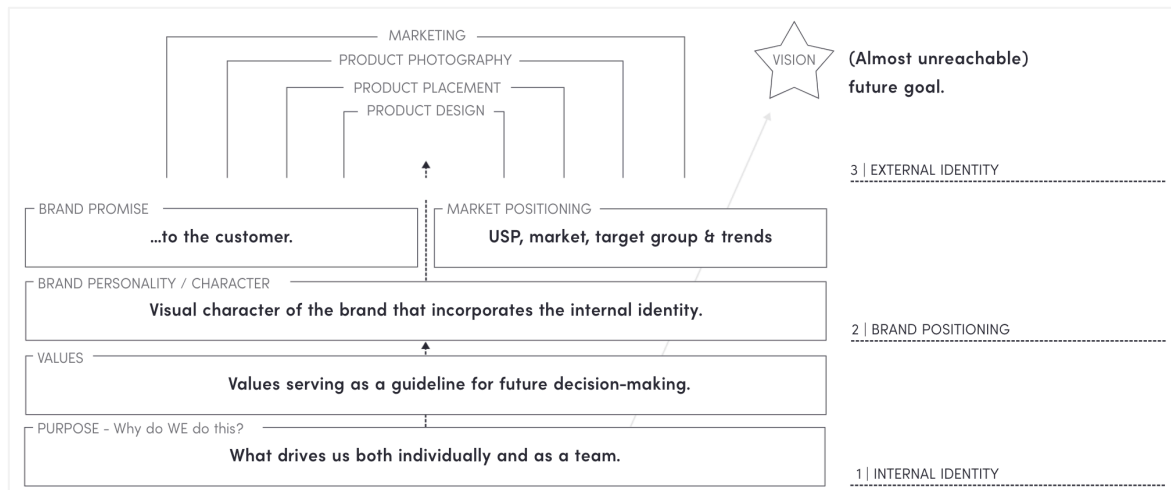 MARKETING
PRODUCT PHOTOGRAPHY
PRODUCT PLACEMENT
PRODUCT DESIGN
VISION
(Almost unreachable)
future goal.
3 | EXTERNAL IDENTITY
BRAND PROMISE
...to the customer.
MARKET POSITIONING
USP, market, target group & trends
BRAND PERSONALITY / CHARACTER
Visual character of the brand that incorporates the internal identity.
2 | BRAND POSITIONING
VALUES
Values serving as a guideline for future decision-making.
PURPOSE - Why do WE do this?
What drives us both individually and as a team.
1 | INTERNAL IDENTITY